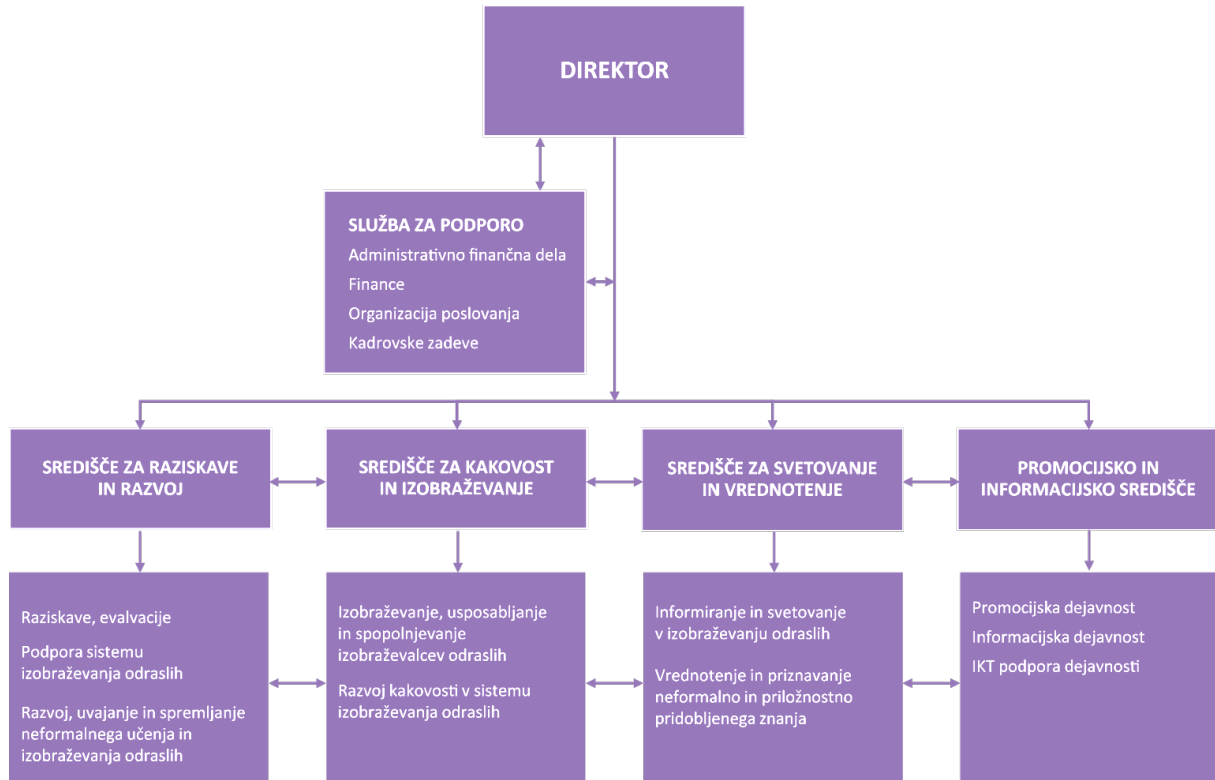 DIREKTOR
SLUŽBA ZA PODPORO
Administrativno finančna dela
Finance
Organizacija poslovanja
Kadrovske zadeve
SREDIŠČE ZA RAZISKAVE
IN RAZVOJ
SREDIŠČE ZA KAKOVOST
IN IZOBRAŽEVANJE
SREDIŠČE ZA SVETOVANJE
IN VREDNOTENJE
PROMOCIJSKO IN
INFORMACIJSKO SREDIŠČE
Raziskave, evalvacije
Podpora sistemu
izobraževanja odraslih
Razvoj, uvajanje in spremljanje
neformalnega učenja in
izobraževanja odraslih
Izobraževanje, usposabljanje
in spopolnjevanje
izobraževalcev odraslih
Razvoj kakovosti v sistemu
izobraževanja odraslih
Informiranje in svetovanje
v izobraževanju odraslih
Vrednotenje in priznavanje
neformalno in priložnostno
pridobljenega znanja
Promocijska dejavnost
Informacijska dejavnost
IKT podpora dejavnosti